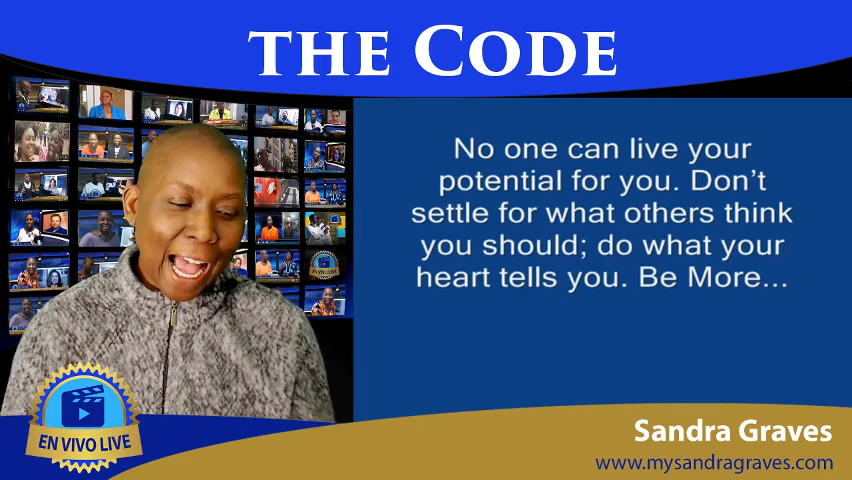 THE CODE
No one can live your
potential for you. Don't
settle for what others think
you should; do what your
heart tells you. Be More...
EN VIVO LIVE
Sandra Graves
www.mysandragraves.com